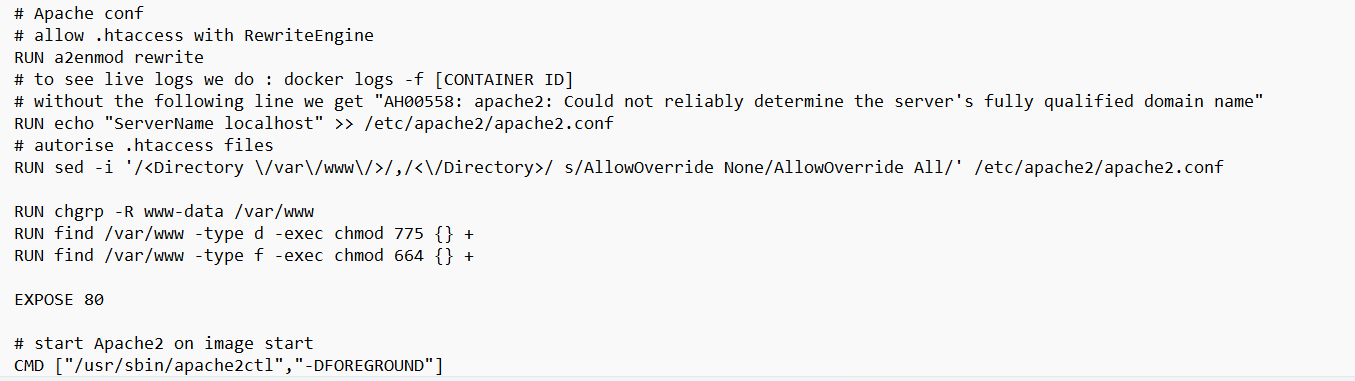 # Apache conf
# allow .htaccess with RewriteEngine
RUN a2enmod rewrite
# to see live logs we do : docker logs -f [CONTAINER ID]
# without the following line we get "AH00558: apache2: Could not reliably determine the server's fully qualified domain name"
RUN echo "ServerName localhost" >> /etc/apache2/apache2.conf
# autorise .htaccess files
RUN sed -i '/<Directory \/var\/www\/>/,/<\/Directory>/ s/AllowOverride None/AllowOverride All/' /etc/apache2/apache2.conf

RUN chgrp -R www-data /var/www
RUN find /var/www -type d -exec chmod 775 {} +
RUN find /var/www -type f -exec chmod 664 {} +

EXPOSE 80

# start Apache2 on image start
CMD ["/usr/sbin/apache2ctl","-DFOREGROUND"]